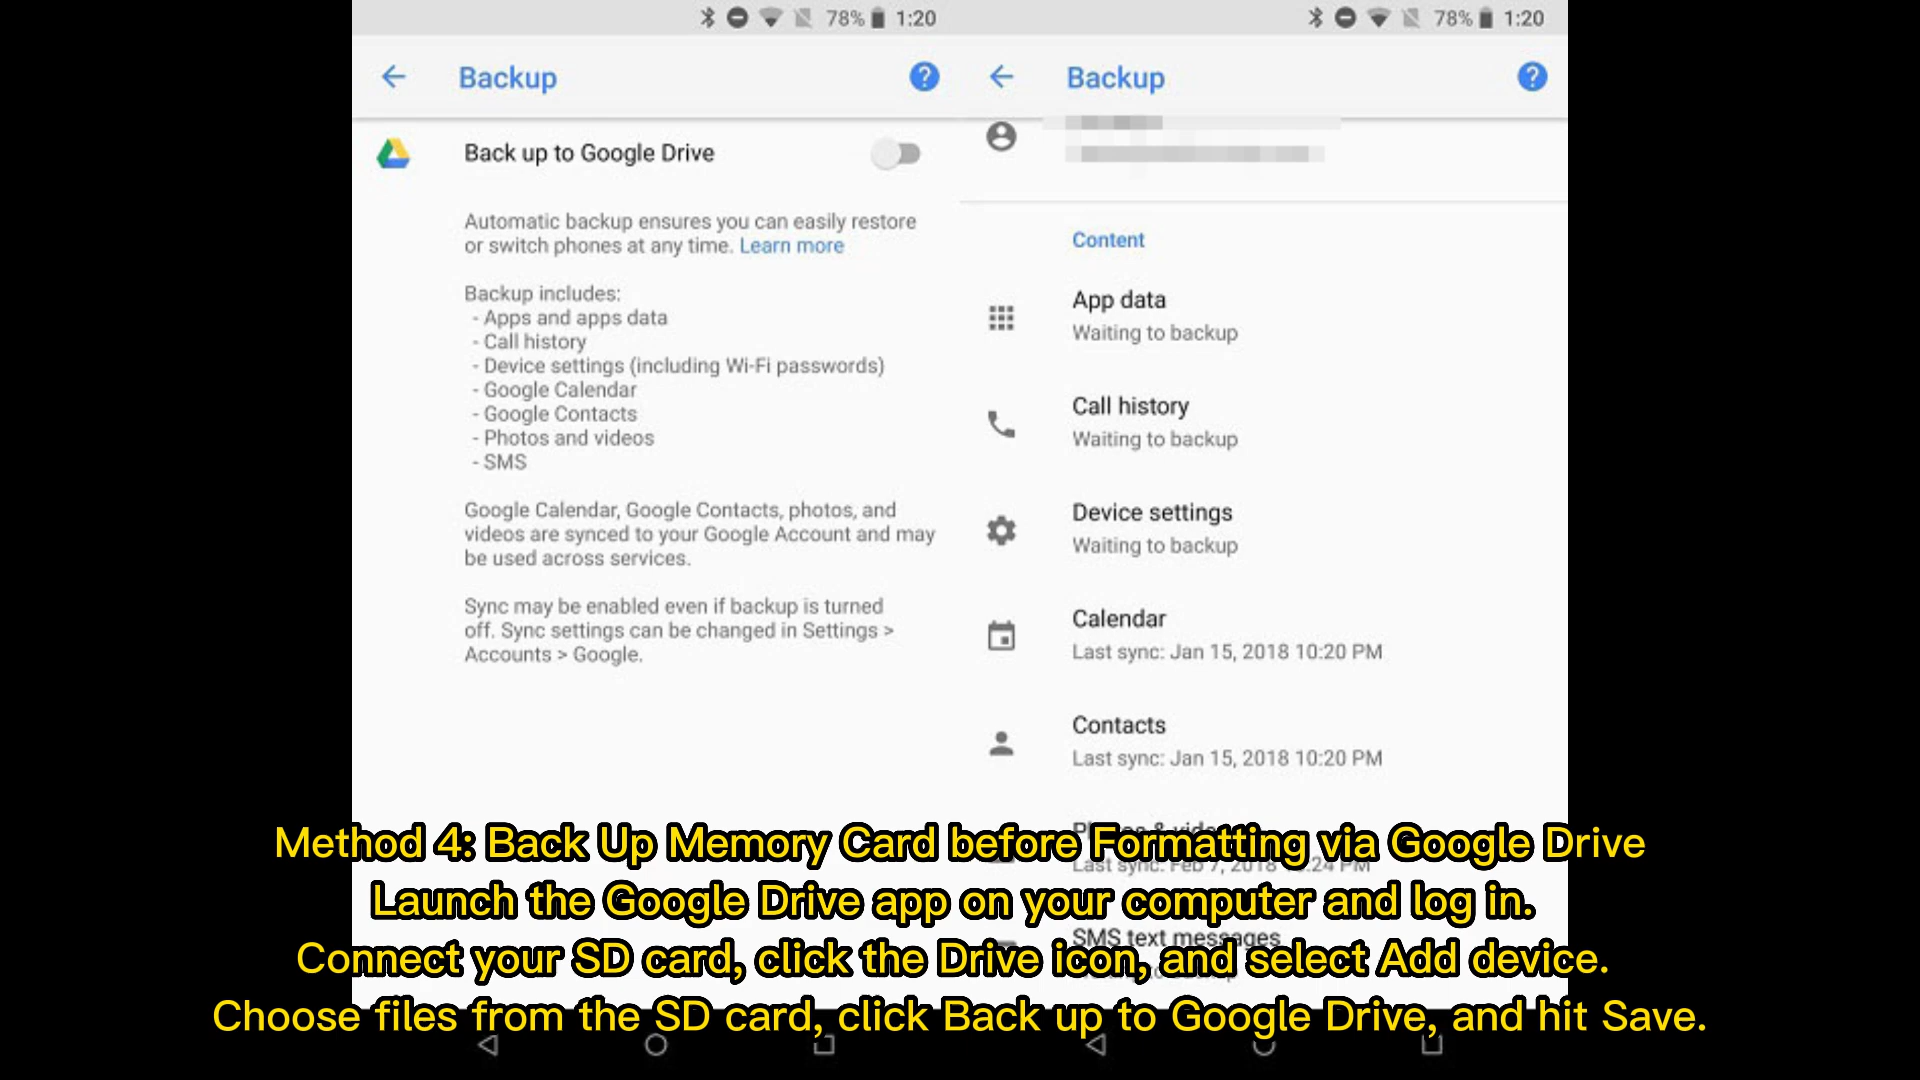 78% 1:20
Backup
Back up to Google Drive
Automatic backup ensures you can easily restore
or switch phones at any time. Learn more
Backup includes:
- Apps and apps data
- Call history
- Device settings (including Wi-Fi passwords)
- Google Calendar
- Google Contacts
- Photos and videos
- SMS
Google Calendar, Google Contacts, photos, and
videos are synced to your Google Account and may
be used across services.
Sync may be enabled even if backup is turned
off. Sync settings can be changed in Settings >
Accounts > Google.
78% 1:20
Backup
Content
App data
Waiting to backup
Call history
Waiting to backup
Device settings
Waiting to backup
Calendar
Last sync: Jan 15, 2018 10:20 PM
Contacts
Last sync: Jan 15, 2018 10:20 PM
Last sync: Feb 7, 2018
SMS text messages
Method 4: Back Up Memory Card before Formatting via Google Drive
Launch the Google Drive app on your computer and log in.
Connect your SD card, click the Drive icon, and select Add device.
Choose files from the SD card, click Back up to Google Drive, and hit Save.